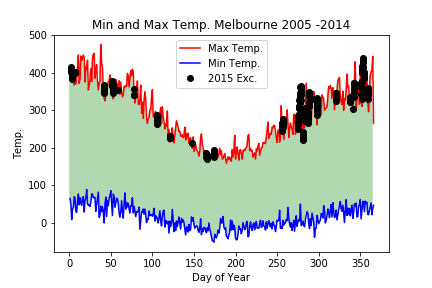 Min and Max Temp. Melbourne 2005 -2014
500
400
300
200
100
0
Temp.
Max Temp.
Min Temp.
2015 Exc.
0 50 100 150 200 250 300 350
Day of Year